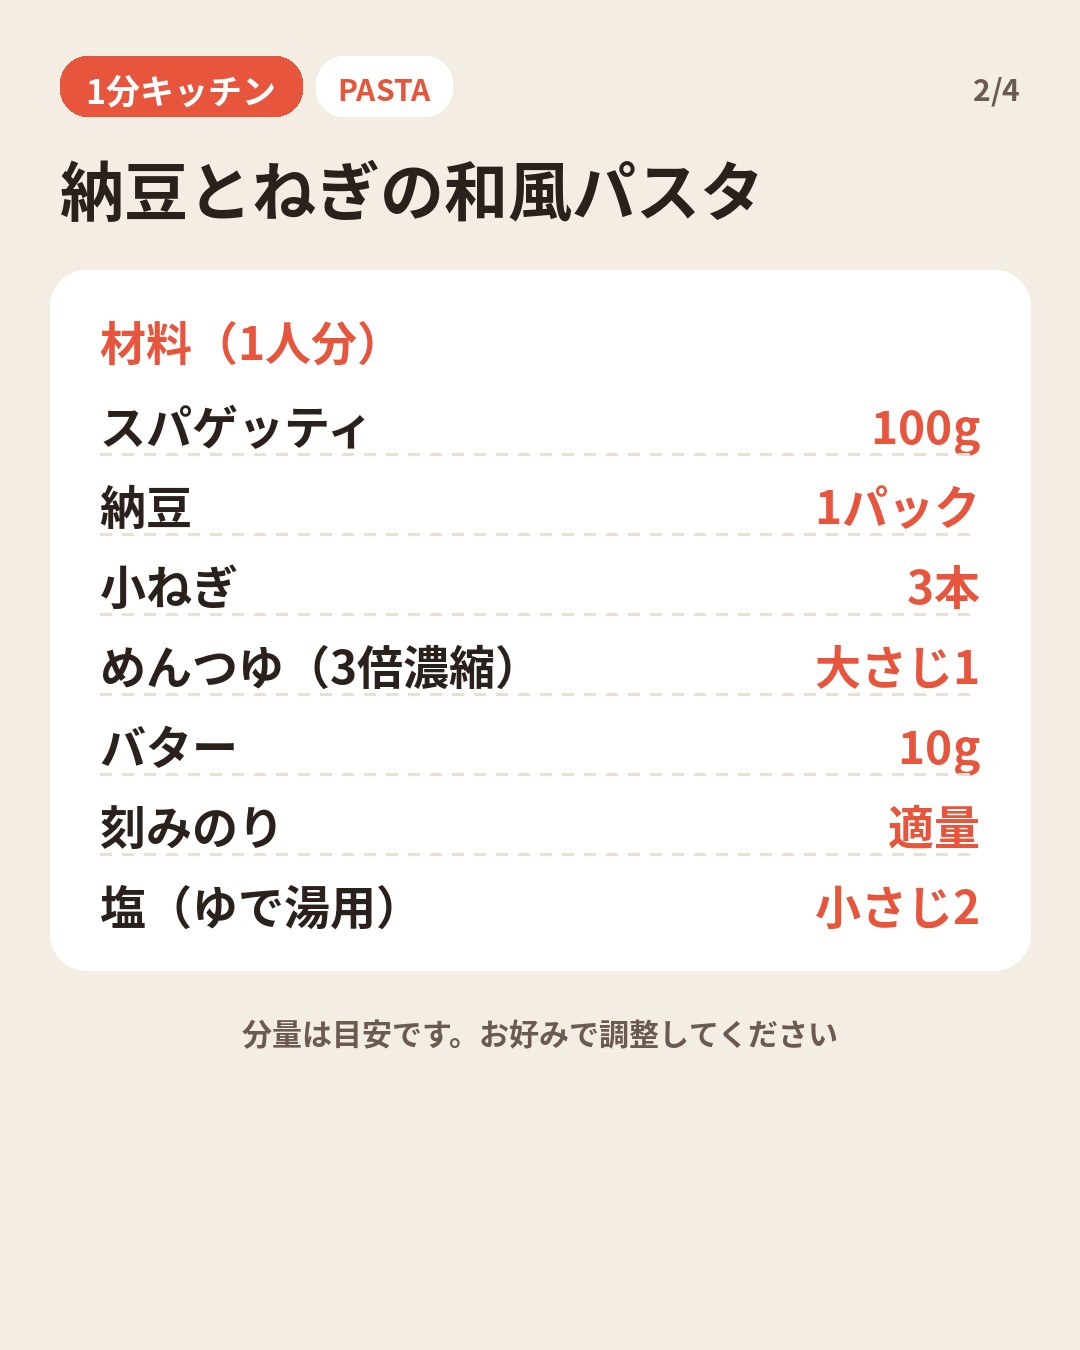 1分キッチン PASTA 2/4
納豆とねぎの和風パスタ
材料（1人分）
スパゲッティ 100g
納豆 1パック
小ねぎ 3本
めんつゆ（3倍濃縮） 大さじ1
バター 10g
刻みのり 適量
塩（ゆで湯用） 小さじ2
分量は目安です。お好みで調整してください